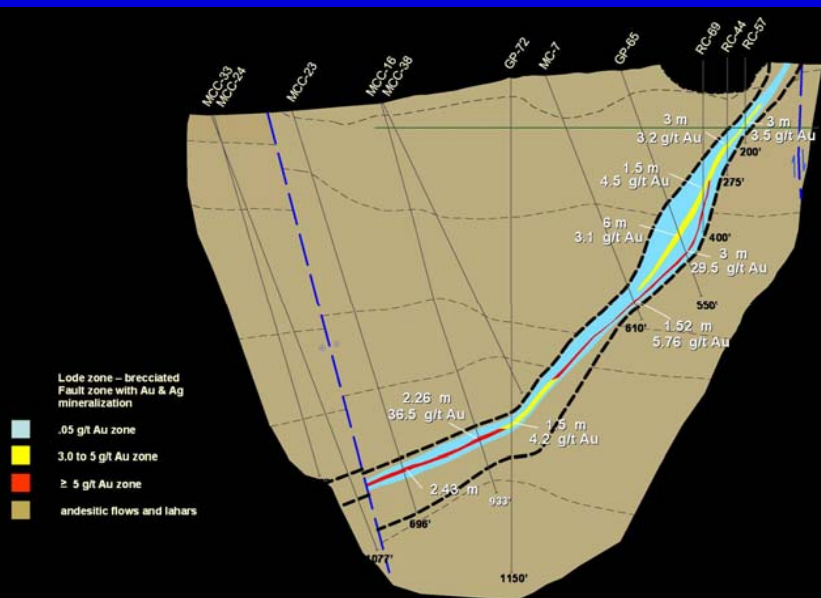 MCC-33
MCC-24
MCC-23
MCC-16
MCC-38
GP-72
MC-7
GP-65
RC-69
RC-44
RC-57
3 m
3.2 g/t Au
3 m
3.5 g/t Au
200'
1.5 m
4.5 g/t Au
275'
6 m
3.1 g/t Au
400'
3 m
29.5 g/t Au
550'
610'
1.52 m
5.76 g/t Au
2.26 m
36.5 g/t Au
1.5 m
4.2 g/t Au
2.43 m
933'
696'
1077'
1150'
Lode zone – brecciated
Fault zone with Au & Ag
mineralization
.05 g/t Au zone
3.0 to 5 g/t Au zone
≥ 5 g/t Au zone
andesitic flows and lahars